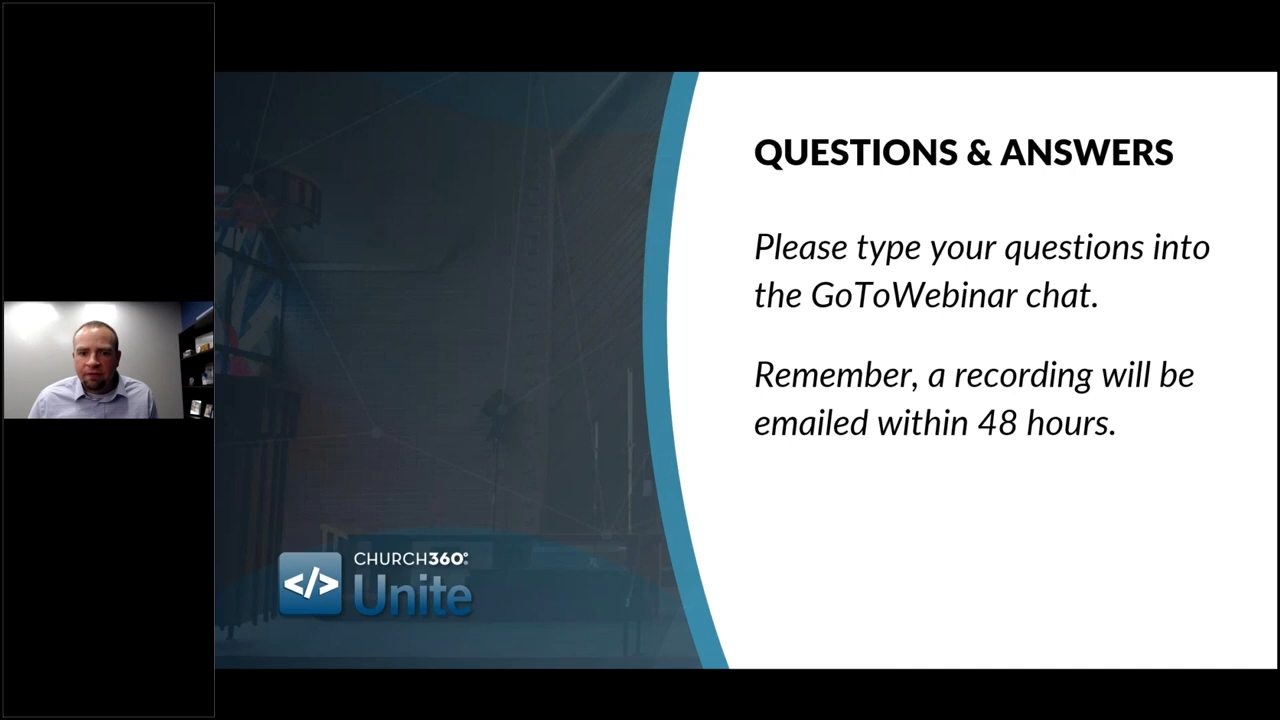 QUESTIONS & ANSWERS
Please type your questions into
the GoToWebinar chat.
Remember, a recording will be
emailed within 48 hours.
</> CHURCH360°
Unite